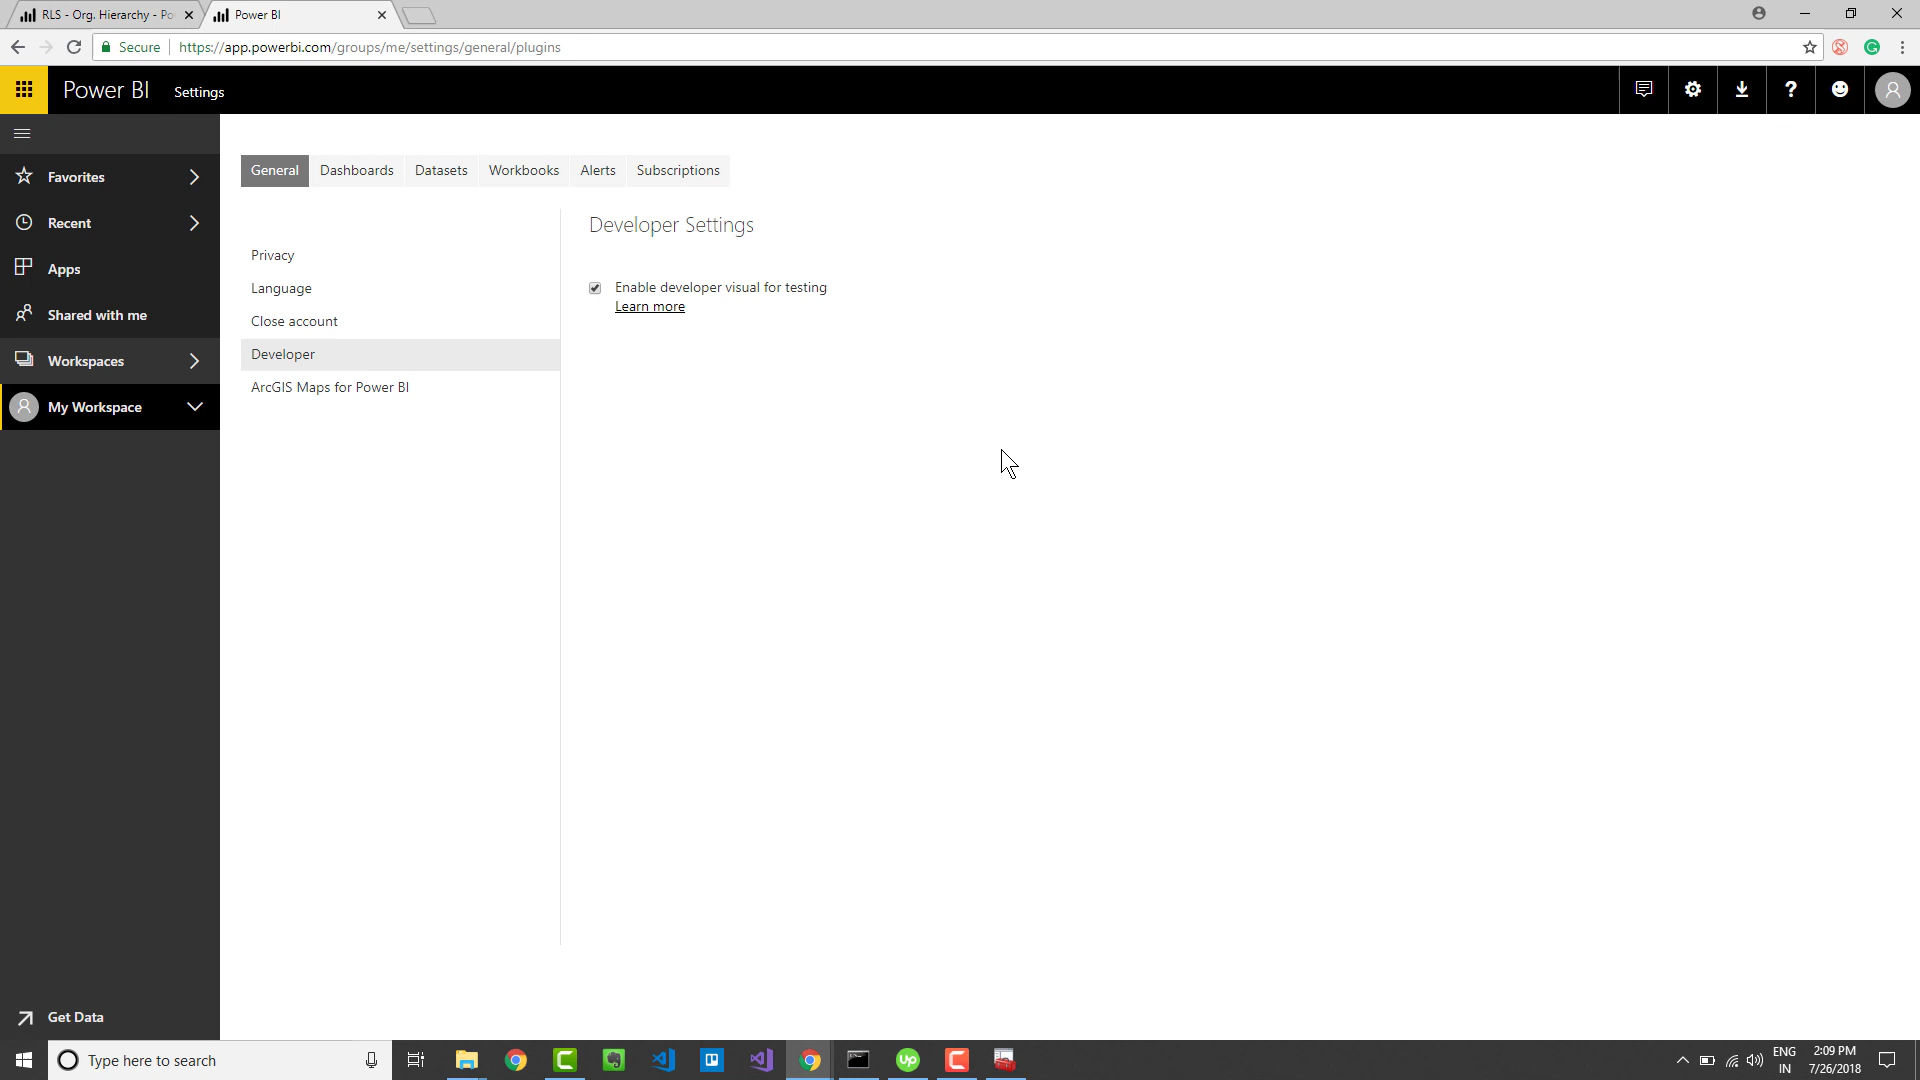 RLS - Org. Hierarchy - Po
Power BI
Secure
https://app.powerbi.com/groups/me/settings/general/plugins
Power BI
Settings
Favorites
Recent
Apps
Shared with me
Workspaces
My Workspace
Get Data
General
Dashboards
Datasets
Workbooks
Alerts
Subscriptions
Privacy
Language
Close account
Developer
ArcGIS Maps for Power BI
Developer Settings
Enable developer visual for testing
Learn more
Type here to search
Up
ENG
IN
2:09 PM
7/26/2018